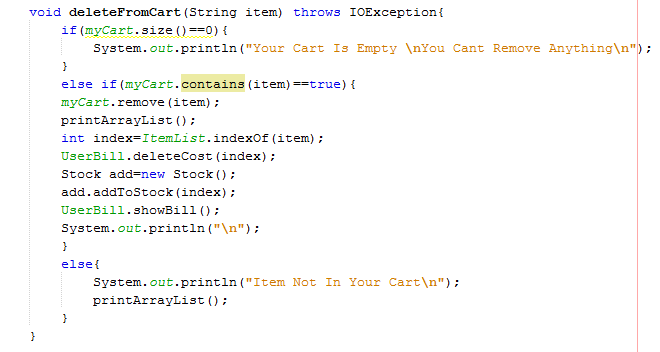 void deleteFromCart(String item) throws IOException{
if(myCart.size()==0){
System.out.println("Your Cart Is Empty \nYou Cant Remove Anything\n");
}
else if(myCart.contains(item)==true){
myCart.remove(item);
printArrayList();
int index=ItemList.indexOf(item);
UserBill.deleteCost(index);
Stock add=new Stock();
add.addToStock(index);
UserBill.showBill();
System.out.println("\n");
}
else{
System.out.println("Item Not In Your Cart\n");
printArrayList();
}
}